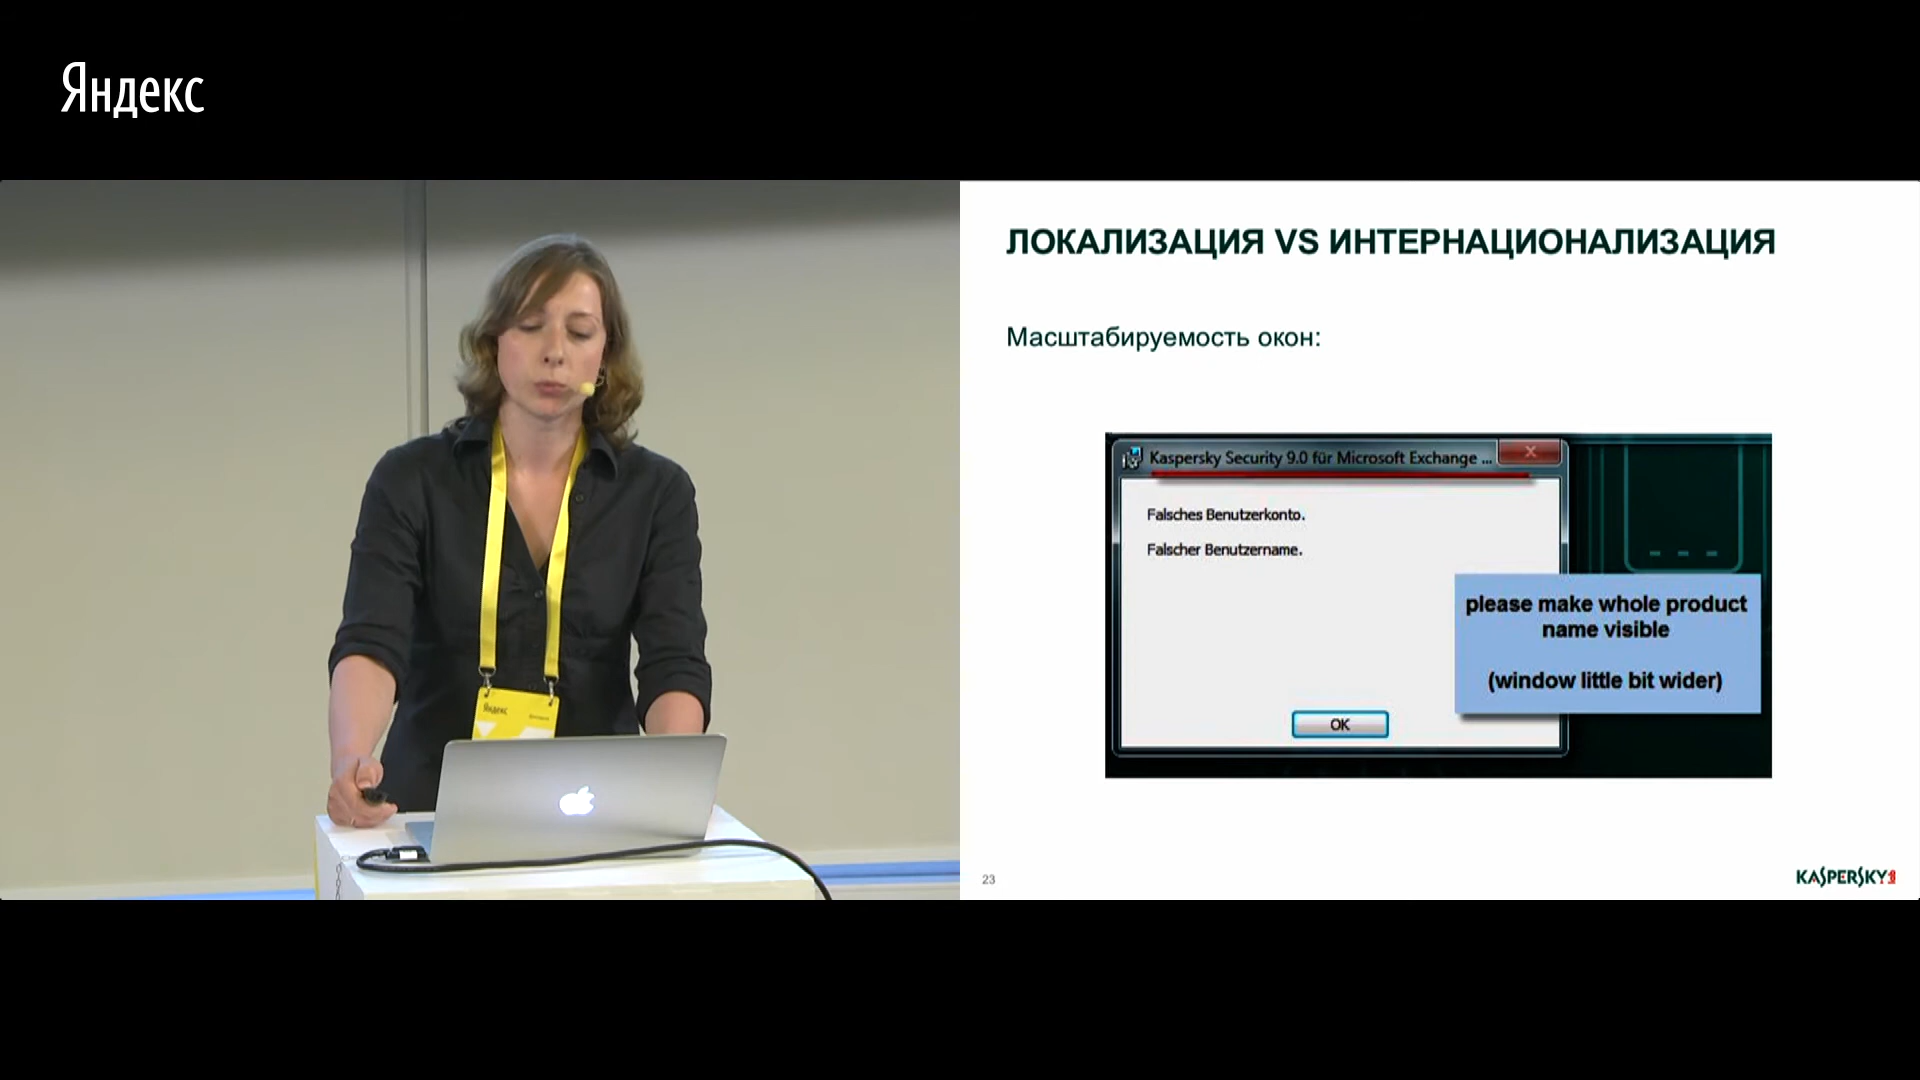 Яндекс
ЛОКАЛИЗАЦИЯ VS ИНТЕРНАЦИОНАЛИЗАЦИЯ
Масштабируемость окон:
Kaspersky Security 9.0 für Microsoft Exchange ...
Falsches Benutzerkonto.
Falscher Benutzername.
please make whole product
name visible
(window little bit wider)
OK
Яндекс
23
KASPERSKY